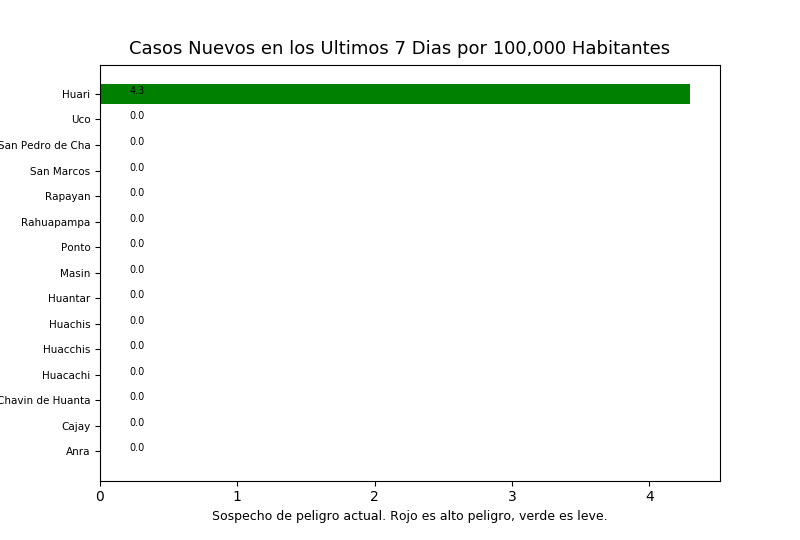 Casos Nuevos en los Ultimos 7 Dias por 100,000 Habitantes
Huari 4.3
Uco 0.0
San Pedro de Cha 0.0
San Marcos 0.0
Rapayan 0.0
Rahuapampa 0.0
Ponto 0.0
Masin 0.0
Huantar 0.0
Huachis 0.0
Huacchis 0.0
Huacachi 0.0
Chavin de Huanta 0.0
Cajay 0.0
Anra 0.0
0 1 2 3 4
Sospecho de peligro actual. Rojo es alto peligro, verde es leve.